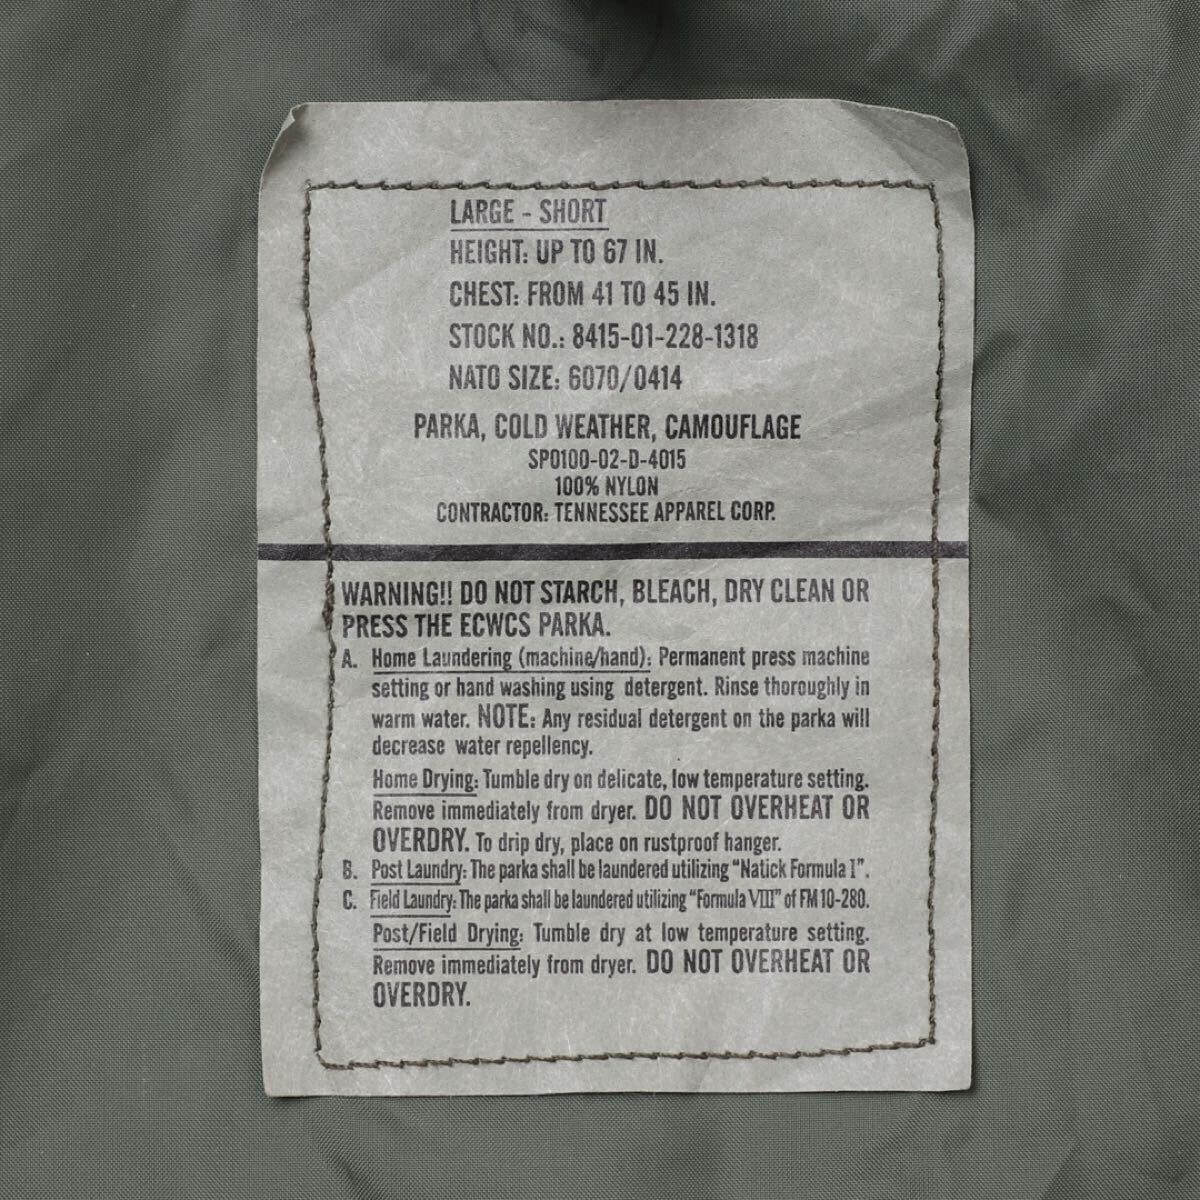 LARGE - SHORT
HEIGHT: UP TO 67 IN.
CHEST: FROM 41 TO 45 IN.
STOCK NO.: 8415-01-228-1318
NATO SIZE: 6070/0414
PARKA, COLD WEATHER, CAMOUFLAGE
SP0100-02-D-4015
100% NYLON
CONTRACTOR: TENNESSEE APPAREL CORP.
WARNING!! DO NOT STARCH, BLEACH, DRY CLEAN OR
PRESS THE ECWCS PARKA.
A. Home Laundering (machine/hand): Permanent press machine
setting or hand washing using detergent. Rinse thoroughly in
warm water. NOTE: Any residual detergent on the parka will
decrease water repellency.
Home Drying: Tumble dry on delicate, low temperature setting.
Remove immediately from dryer. DO NOT OVERHEAT OR
OVERDRY. To drip dry, place on rustproof hanger.
B. Post Laundry: The parka shall be laundered utilizing "Natick Formula 1".
C. Field Laundry: The parka shall be laundered utilizing "Formula VIII" of FM 10-280.
Post/Field Drying: Tumble dry at low temperature setting.
Remove immediately from dryer. DO NOT OVERHEAT OR
OVERDRY.